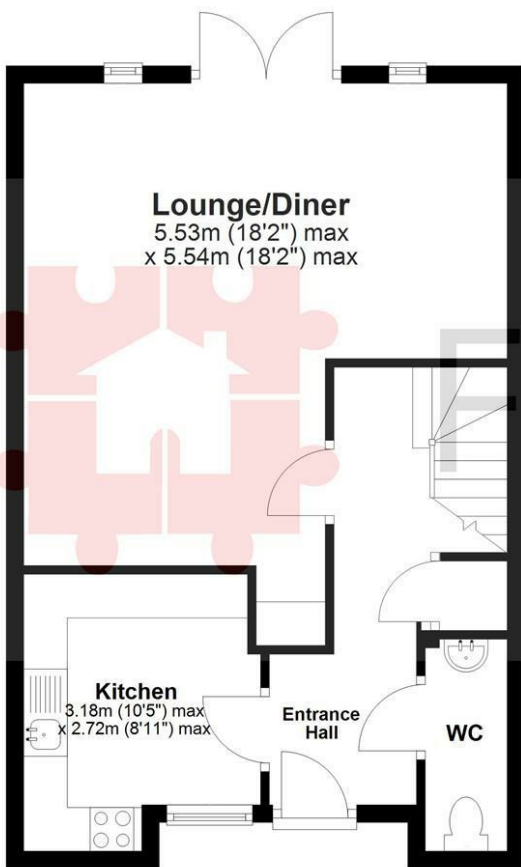 Lounge/Diner
5.53m (18'2") max
x 5.54m (18'2") max
Kitchen
3.18m (10'5") max
x 2.72m (8'11") max
Entrance
Hall
WC